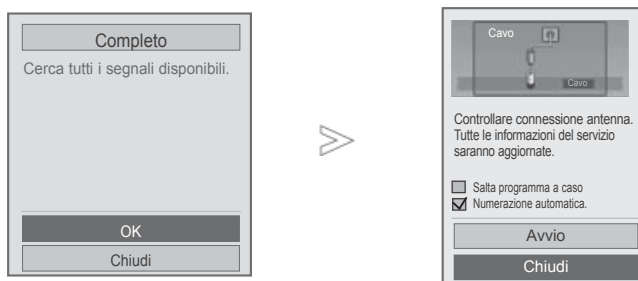 Completo
Cerca tutti i segnali disponibili.
OK
Chiudi
Cavo
Cavo
Controllare connessione antenna.
Tutte le informazioni del servizio
saranno aggiornate.
Salta programma a caso
Numerazione automatica.
Avvio
Chiudi